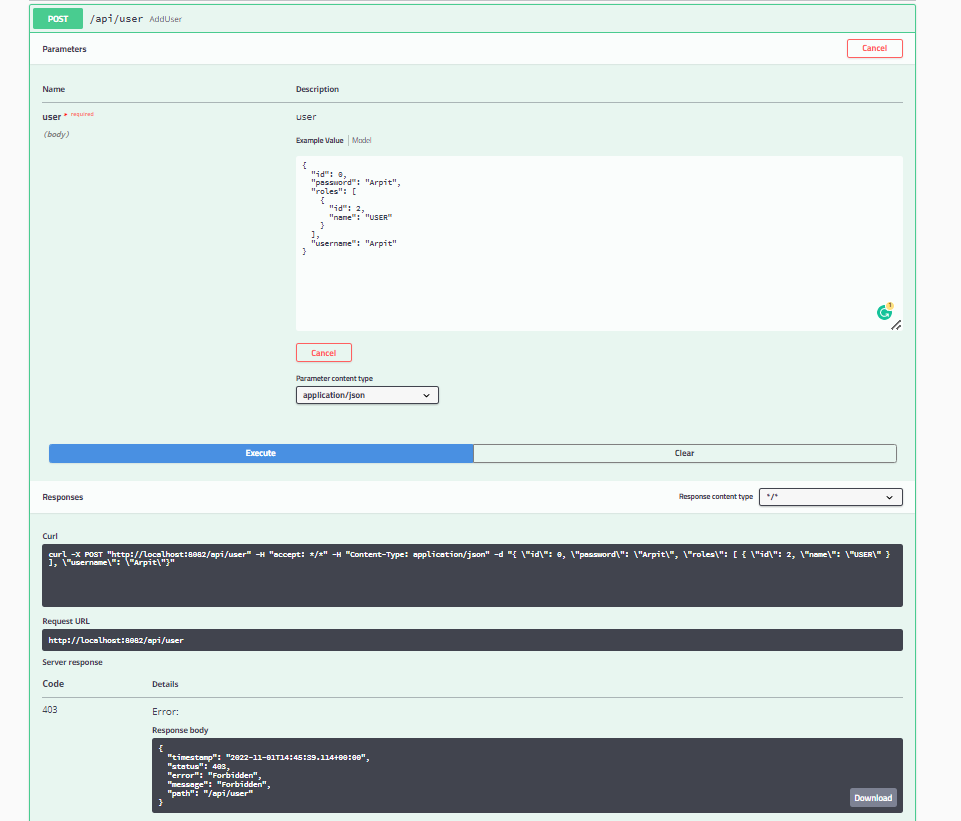 POST /api/user AddUser
Parameters Cancel
Name Description
user * required user
(body)
Example Value Model
{
"id": 0,
"password": "Arpit",
"roles": [
{
"id": 2,
"name": "USER"
}
],
"username": "Arpit"
}
1
Cancel
Parameter content type
application/json
Execute Clear
Responses Response content type */*
Curl
curl -X POST "http://localhost:8082/api/user" -H "accept: */*" -H "Content-Type: application/json" -d "{ \"id\": 0, \"password\": \"Arpit\", \"roles\": [ { \"id\": 2, \"name\": \"USER\" }
], \"username\": \"Arpit\"}"
Request URL
http://localhost:8082/api/user
Server response
Code Details
403 Error:
Response body
{
"timestamp": "2022-11-01T14:45:39.114+00:00",
"status": 403,
"error": "Forbidden",
"message": "Forbidden",
"path": "/api/user"
}
Download